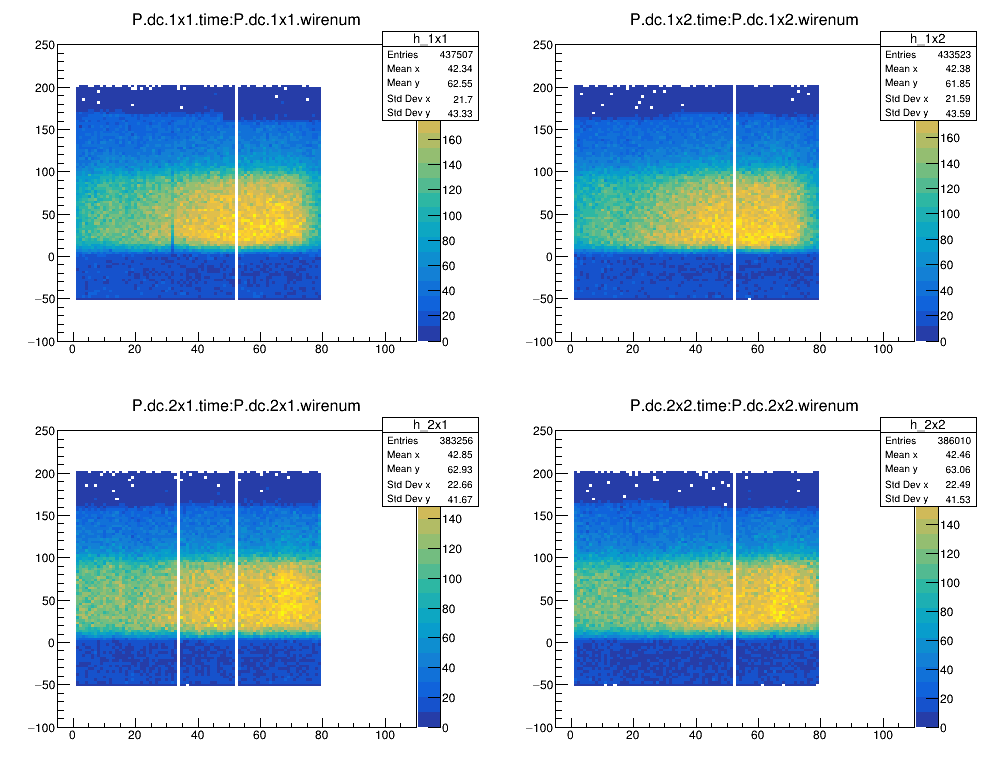 P.dc.1x1.time:P.dc.1x1.wirenum
h_1x1
Entries 437507
Mean x 42.34
Mean y 62.55
Std Dev x 21.7
Std Dev y 43.33
250
200
150
100
50
0
−50
−100
0 20 40 60 80 100
160
140
120
100
80
60
40
20
0
P.dc.1x2.time:P.dc.1x2.wirenum
h_1x2
Entries 433523
Mean x 42.38
Mean y 61.85
Std Dev x 21.59
Std Dev y 43.59
250
200
150
100
50
0
−50
−100
0 20 40 60 80 100
160
140
120
100
80
60
40
20
0
P.dc.2x1.time:P.dc.2x1.wirenum
h_2x1
Entries 383256
Mean x 42.85
Mean y 62.93
Std Dev x 22.66
Std Dev y 41.67
250
200
150
100
50
0
−50
−100
0 20 40 60 80 100
140
120
100
80
60
40
20
0
P.dc.2x2.time:P.dc.2x2.wirenum
h_2x2
Entries 386010
Mean x 42.46
Mean y 63.06
Std Dev x 22.49
Std Dev y 41.53
250
200
150
100
50
0
−50
−100
0 20 40 60 80 100
140
120
100
80
60
40
20
0